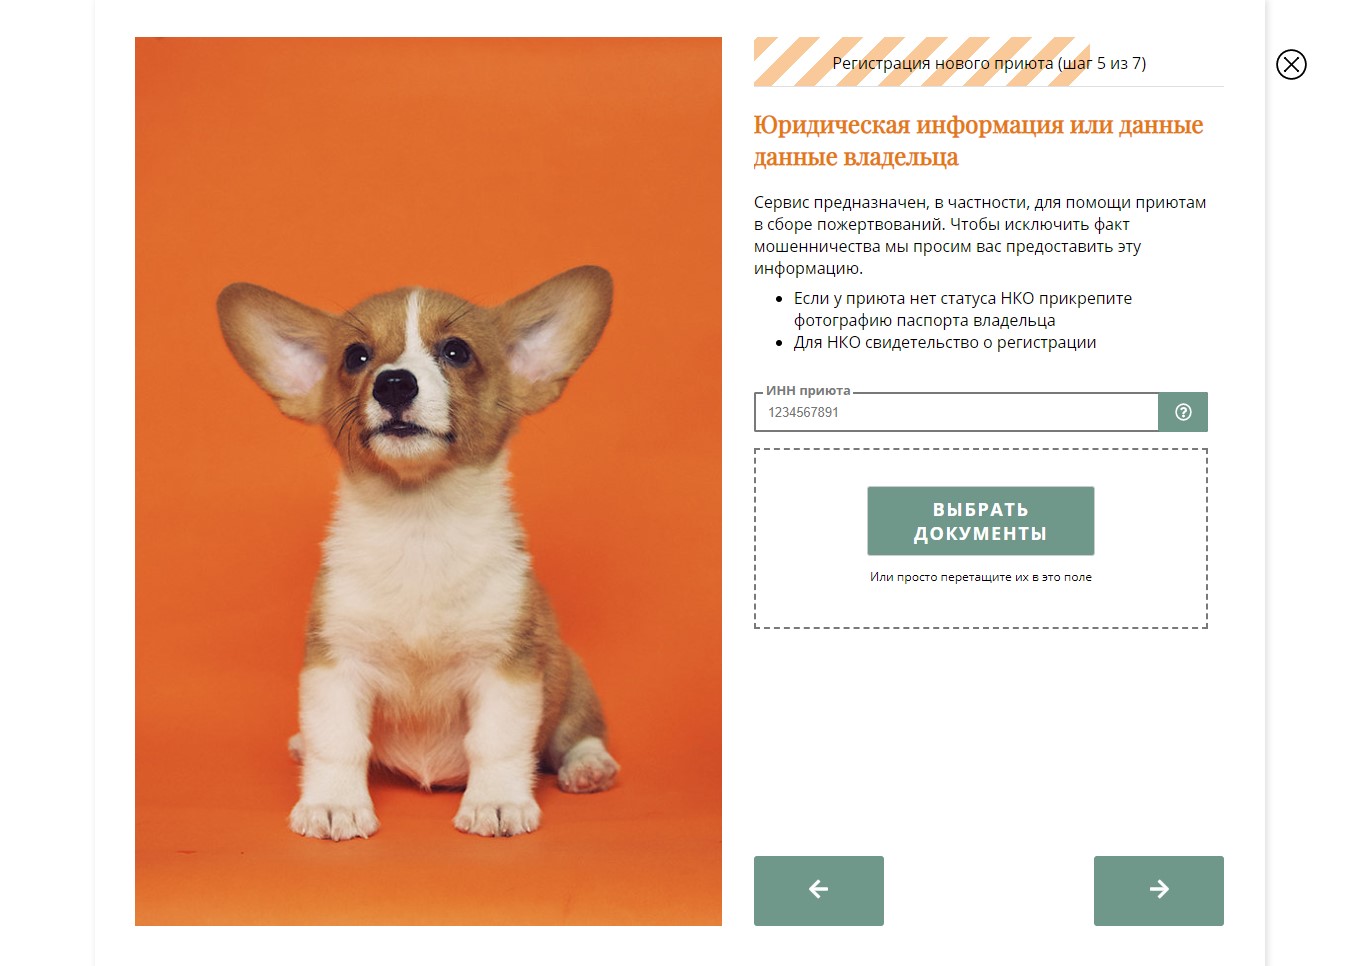 Регистрация нового приюта (шаг 5 из 7)
Юридическая информация или данные
данные владельца
Сервис предназначен, в частности, для помощи приютам
в сборе пожертвований. Чтобы исключить факт
мошенничества мы просим вас предоставить эту
информацию.
• Если у приюта нет статуса НКО прикрепите
фотографию паспорта владельца
• Для НКО свидетельство о регистрации
ИНН приюта
1234567891
ВЫБРАТЬ
ДОКУМЕНТЫ
Или просто перетащите их в это поле